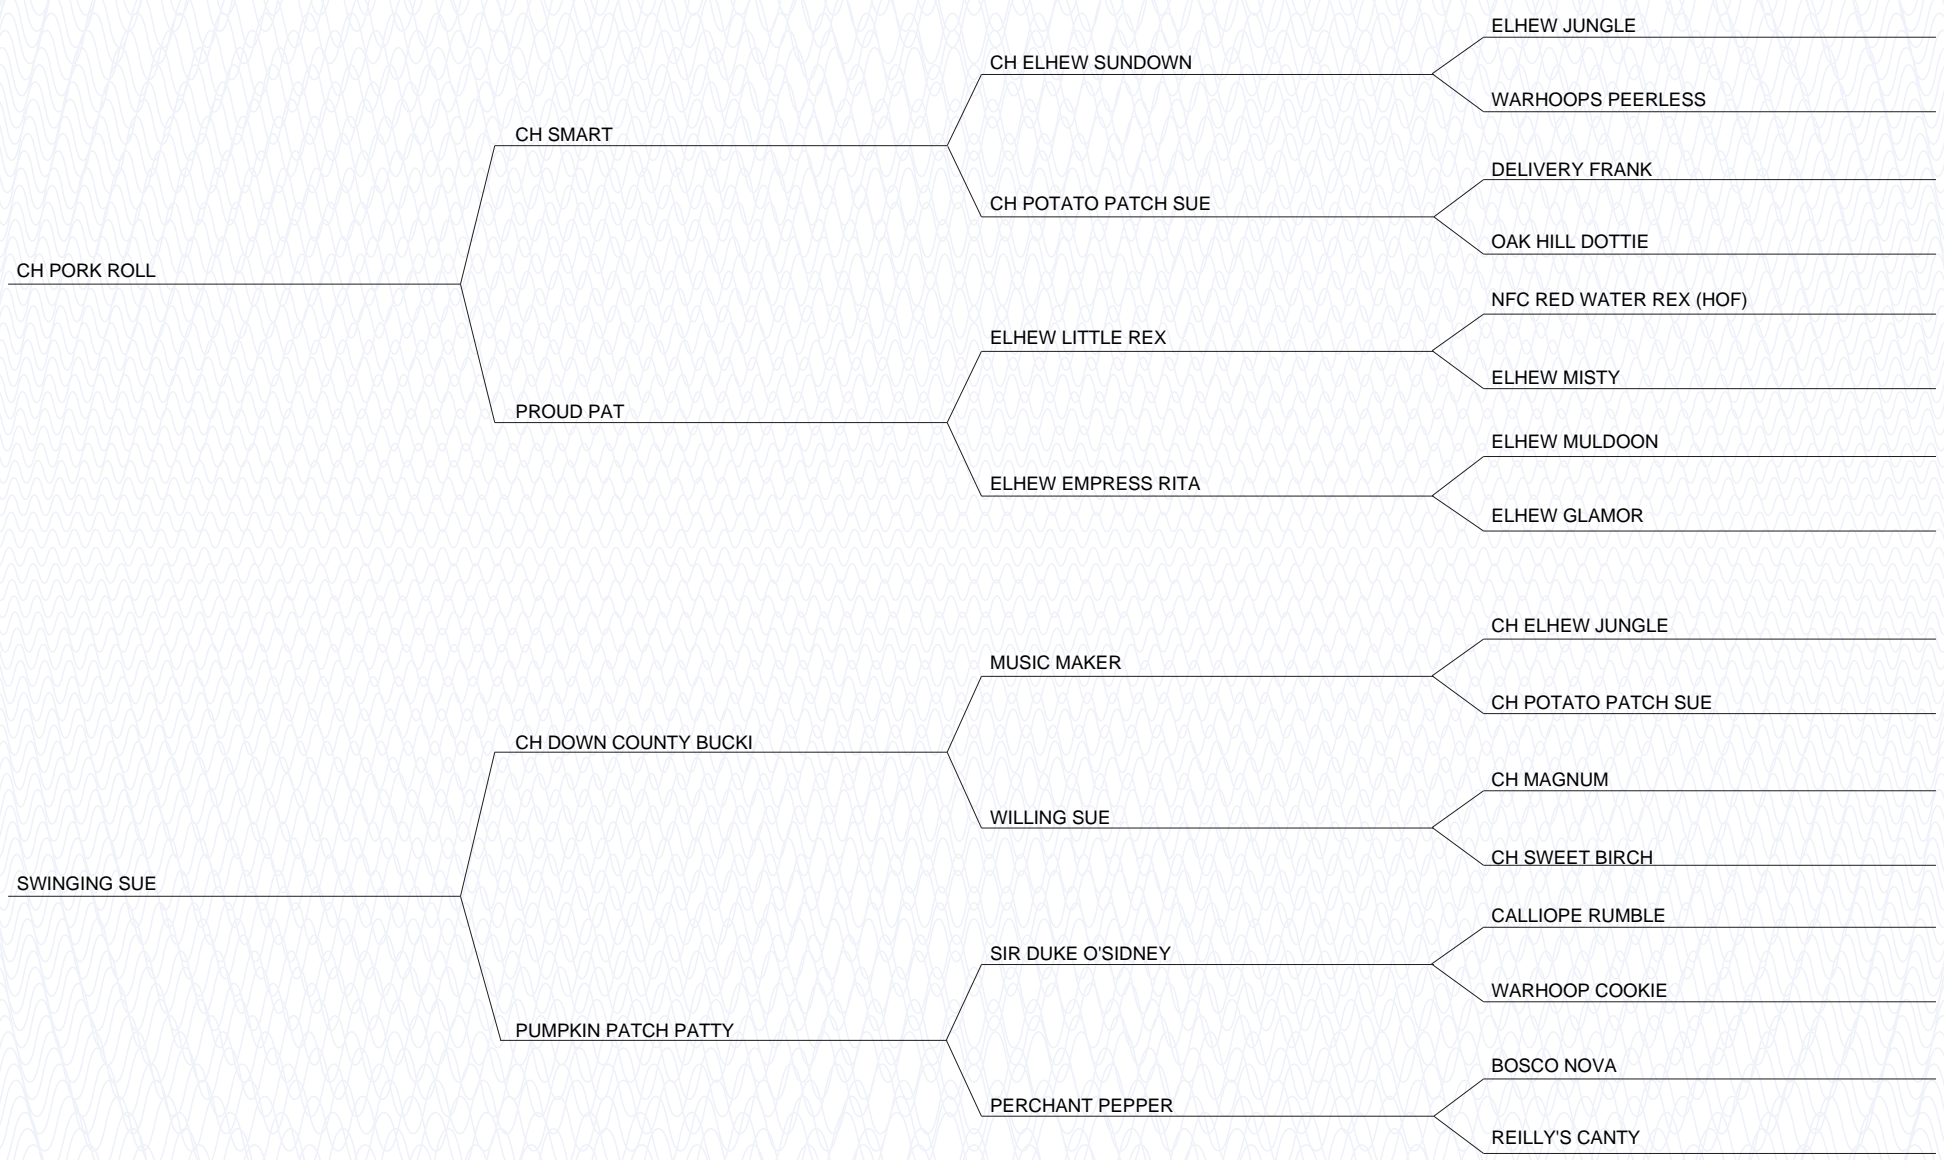 ELHEW JUNGLE
CH ELHEW SUNDOWN
WARHOOPS PEERLESS
CH SMART
DELIVERY FRANK
CH POTATO PATCH SUE
OAK HILL DOTTIE
CH PORK ROLL
NFC RED WATER REX (HOF)
ELHEW LITTLE REX
ELHEW MISTY
PROUD PAT
ELHEW MULDOON
ELHEW EMPRESS RITA
ELHEW GLAMOR
CH ELHEW JUNGLE
MUSIC MAKER
CH POTATO PATCH SUE
CH DOWN COUNTY BUCKI
CH MAGNUM
WILLING SUE
CH SWEET BIRCH
SWINGING SUE
CALLIOPE RUMBLE
SIR DUKE O'SIDNEY
WARHOOP COOKIE
PUMPKIN PATCH PATTY
BOSCO NOVA
PERCHANT PEPPER
REILLY'S CANTY